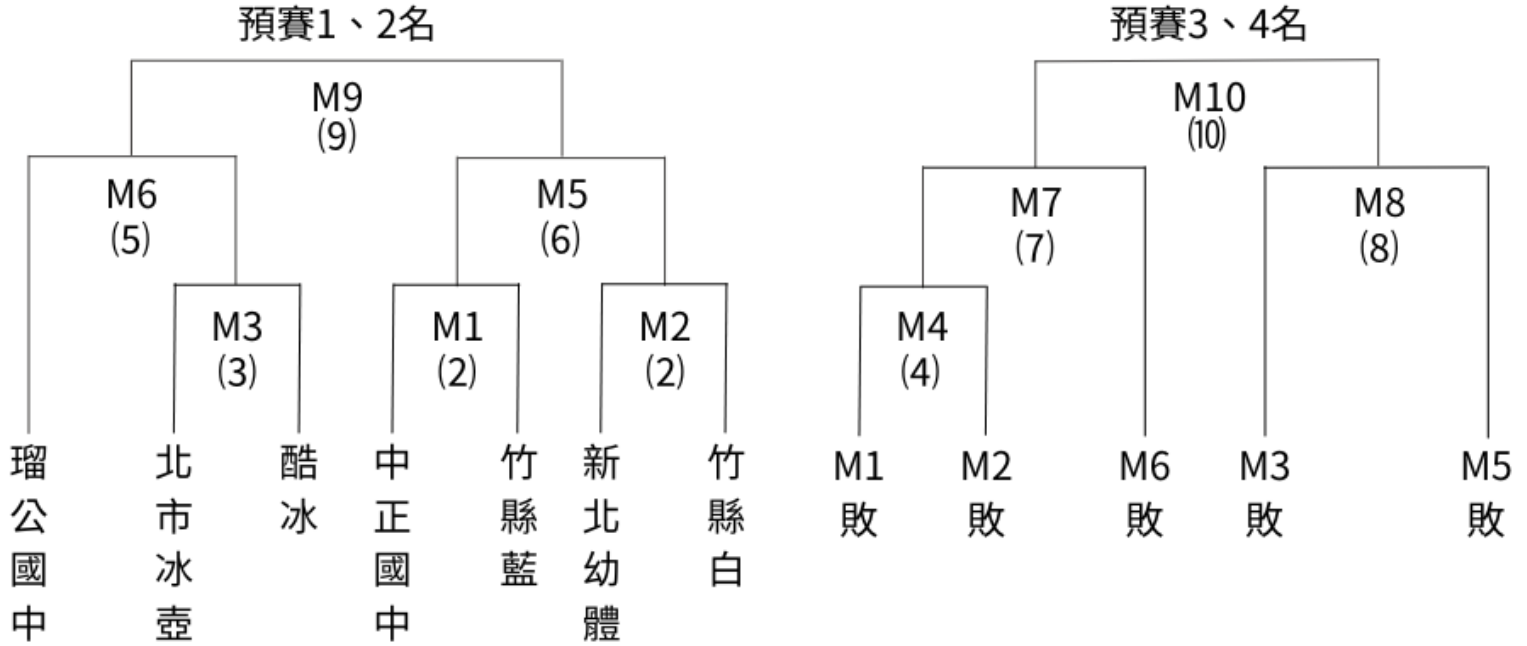 預賽1、2名
M9
(9)
M6
(5)
M5
(6)
M3
(3)
M1
(2)
M2
(2)
瑠公國中
北市冰壺
酷冰
中正國中
竹縣藍
新北幼體
竹縣白
預賽3、4名
M10
(10)
M7
(7)
M8
(8)
M4
(4)
M1敗
M2敗
M6敗
M3敗
M5敗